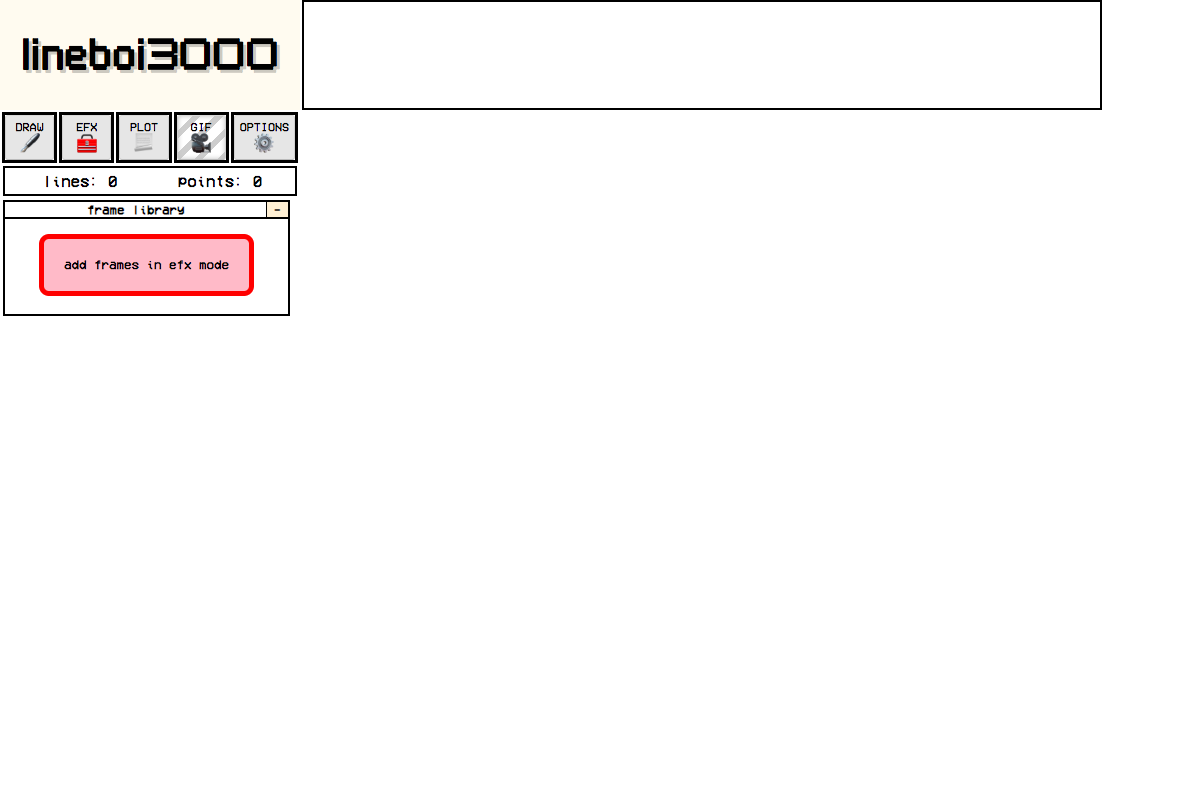 lineboi3000
DRAW EFX PLOT GIF OPTIONS
lines: 0 points: 0
frame library -
add frames in efx mode